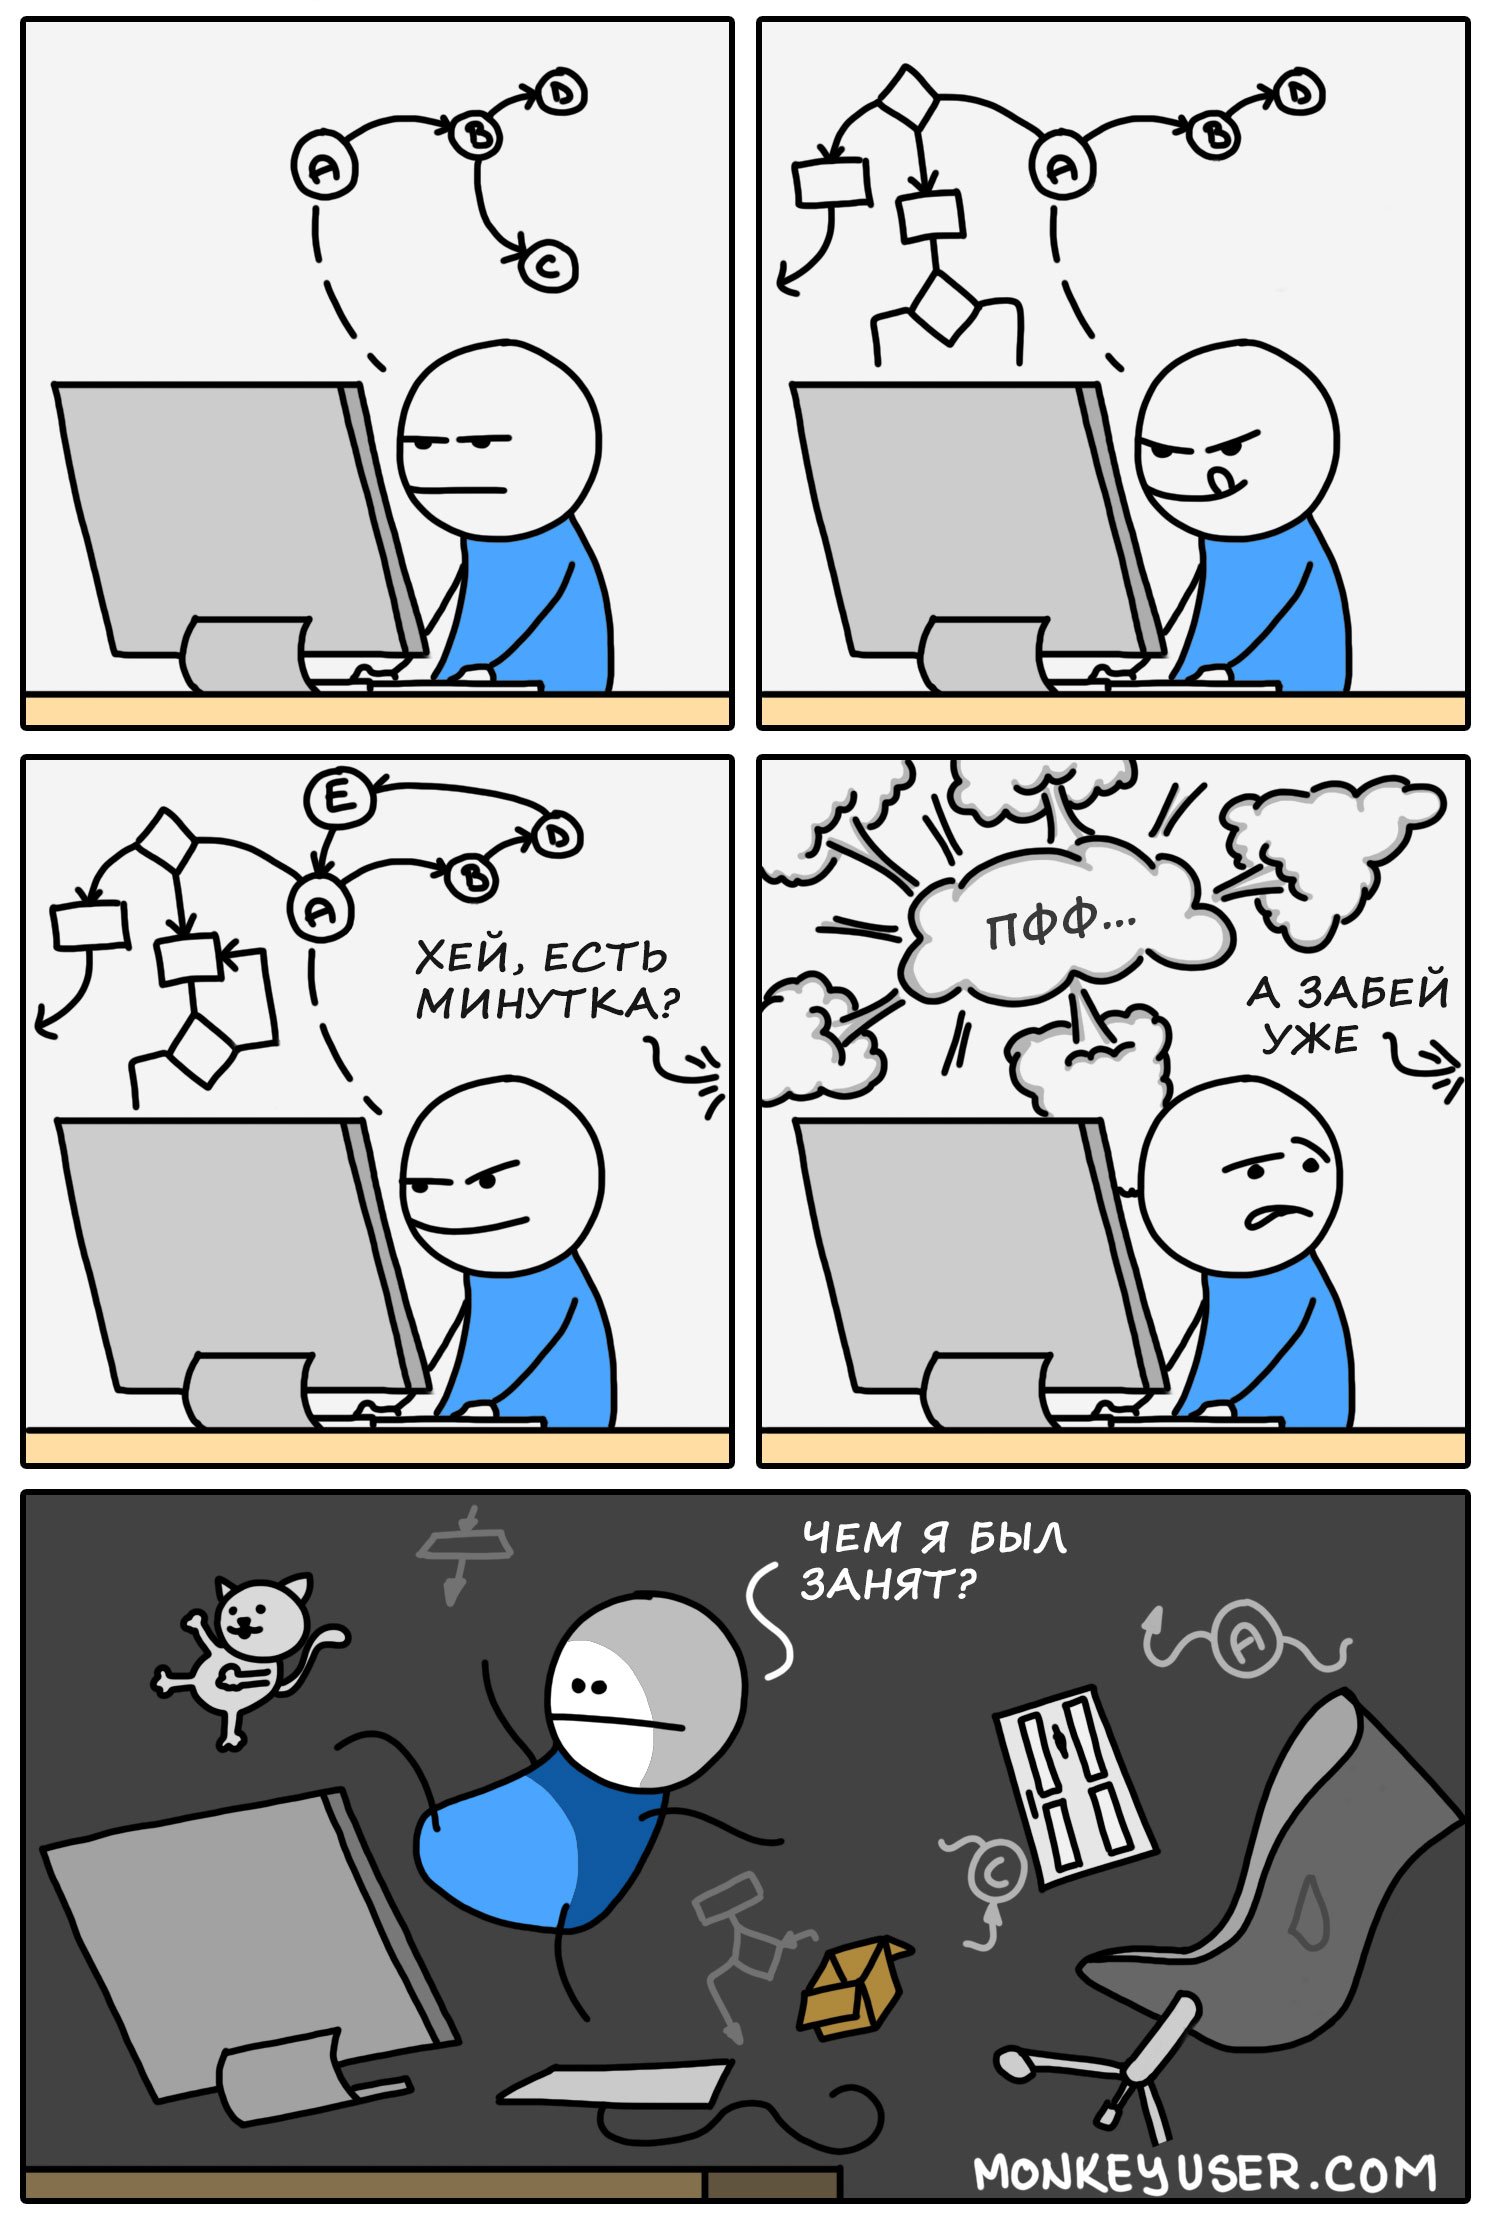 A
B
D
C
A
B
D
E
A
B
D
ХЕЙ, ЕСТЬ
МИНУТКА?
ПФФ...
А ЗАБЕЙ
УЖЕ
ЧЕМ Я БЫЛ
ЗАНЯТ?
A
C
MONKEYUSER.COM